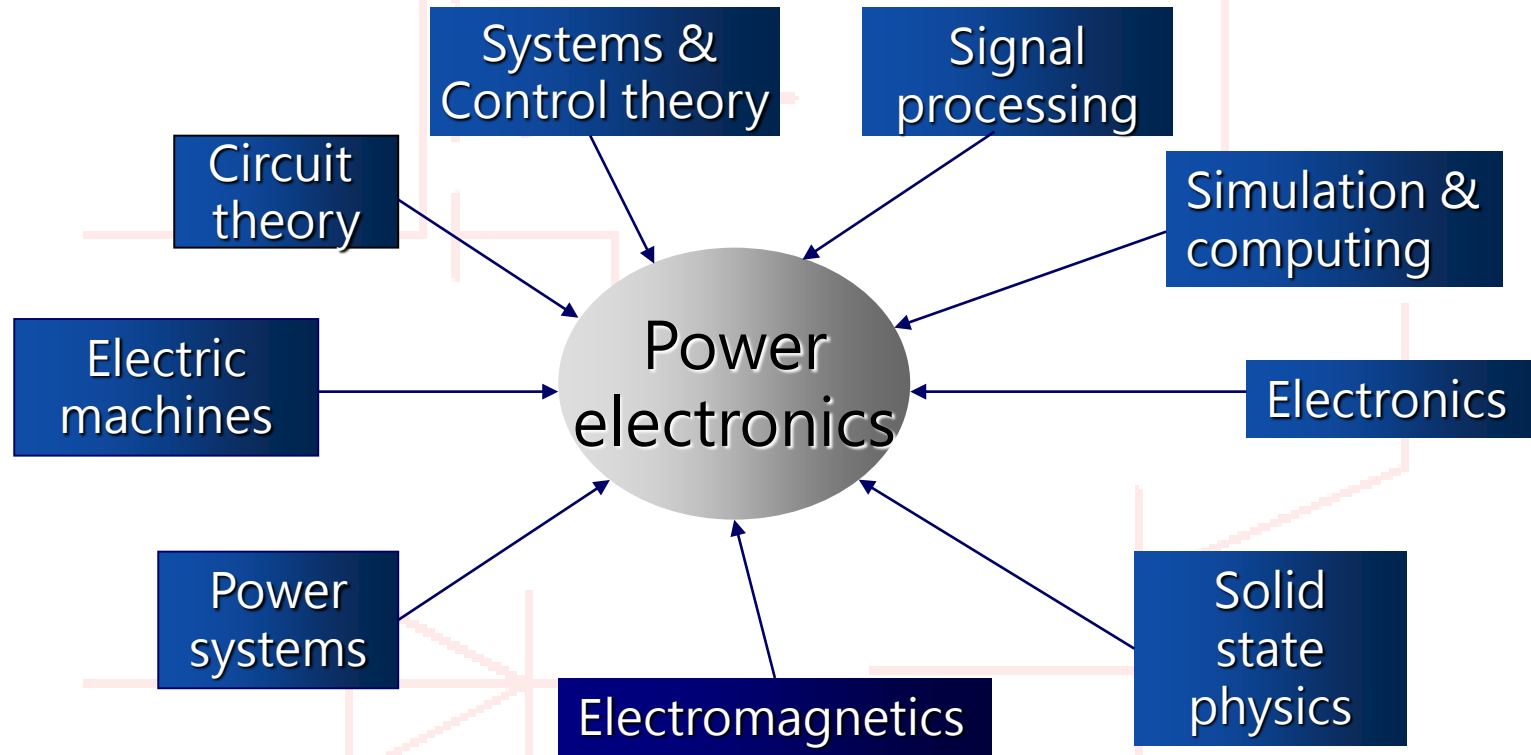 Systems &
Control theory
Signal
processing
Circuit
theory
Simulation &
computing
Power
electronics
Electric
machines
Electronics
Power
systems
Solid
state
physics
Electromagnetics